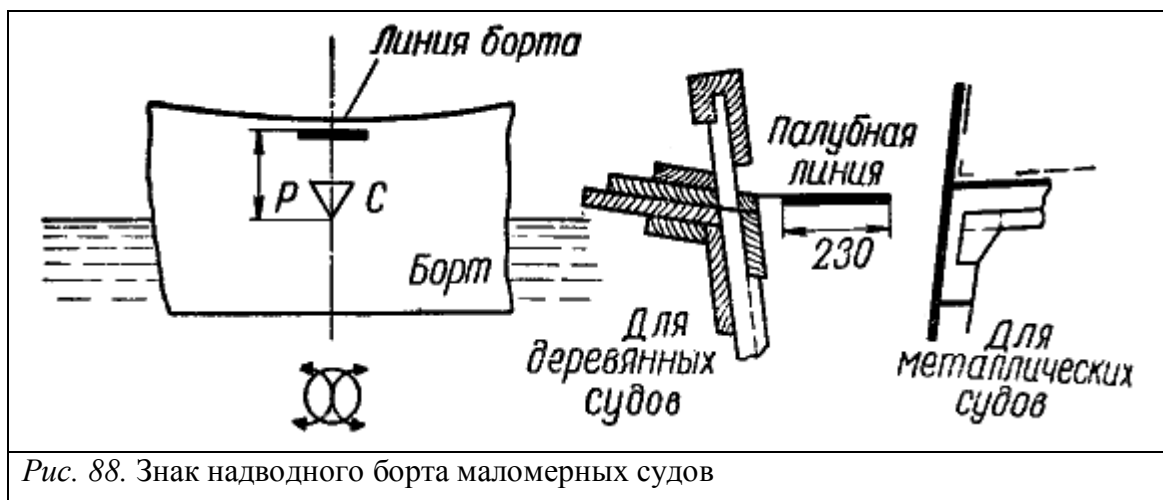 Линия борта
Р С
Борт
Палубная
линия
230
Для
деревянных
судов
Для
металлических
судов
Рис. 88. Знак надводного борта маломерных судов